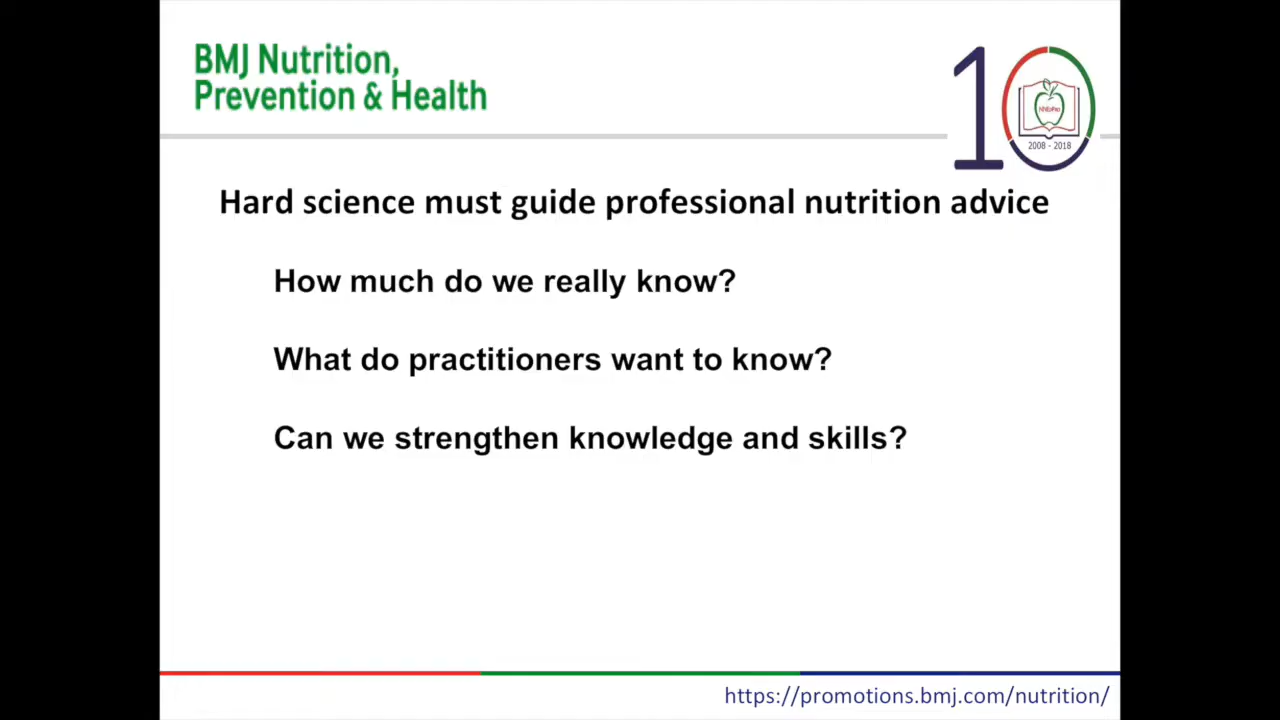 BMJ Nutrition,
Prevention & Health
10
NNEdPro
2008 - 2018
Hard science must guide professional nutrition advice
How much do we really know?
What do practitioners want to know?
Can we strengthen knowledge and skills?
https://promotions.bmj.com/nutrition/